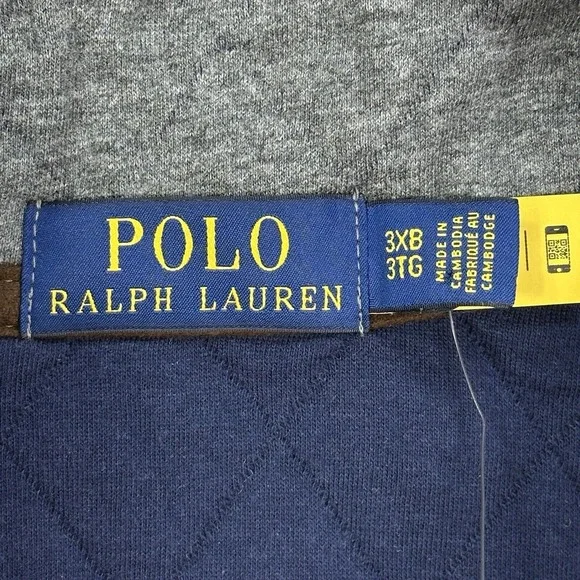 POLO
RALPH LAUREN
3XB
3TG
MADE IN
CAMBODIA
FABRIQUÉ AU
CAMBODGE